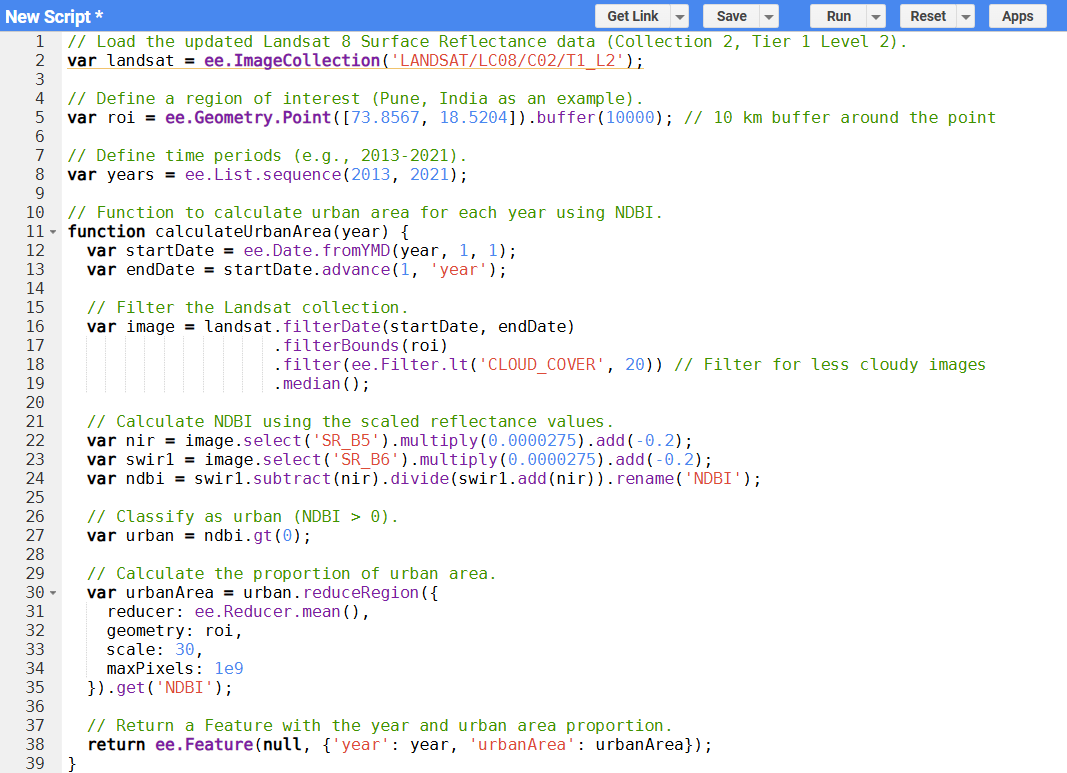 New Script *
Get Link Save Run Reset Apps
1 // Load the updated Landsat 8 Surface Reflectance data (Collection 2, Tier 1 Level 2).
2 var landsat = ee.ImageCollection('LANDSAT/LC08/C02/T1_L2');
3
4 // Define a region of interest (Pune, India as an example).
5 var roi = ee.Geometry.Point([73.8567, 18.5204]).buffer(10000); // 10 km buffer around the point
6
7 // Define time periods (e.g., 2013-2021).
8 var years = ee.List.sequence(2013, 2021);
9
10 // Function to calculate urban area for each year using NDBI.
11 function calculateUrbanArea(year) {
12   var startDate = ee.Date.fromYMD(year, 1, 1);
13   var endDate = startDate.advance(1, 'year');
14
15   // Filter the Landsat collection.
16   var image = landsat.filterDate(startDate, endDate)
17                      .filterBounds(roi)
18                      .filter(ee.Filter.lt('CLOUD_COVER', 20)) // Filter for less cloudy images
19                      .median();
20
21   // Calculate NDBI using the scaled reflectance values.
22   var nir = image.select('SR_B5').multiply(0.0000275).add(-0.2);
23   var swir1 = image.select('SR_B6').multiply(0.0000275).add(-0.2);
24   var ndbi = swir1.subtract(nir).divide(swir1.add(nir)).rename('NDBI');
25
26   // Classify as urban (NDBI > 0).
27   var urban = ndbi.gt(0);
28
29   // Calculate the proportion of urban area.
30   var urbanArea = urban.reduceRegion({
31     reducer: ee.Reducer.mean(),
32     geometry: roi,
33     scale: 30,
34     maxPixels: 1e9
35   }).get('NDBI');
36
37   // Return a Feature with the year and urban area proportion.
38   return ee.Feature(null, {'year': year, 'urbanArea': urbanArea});
39 }